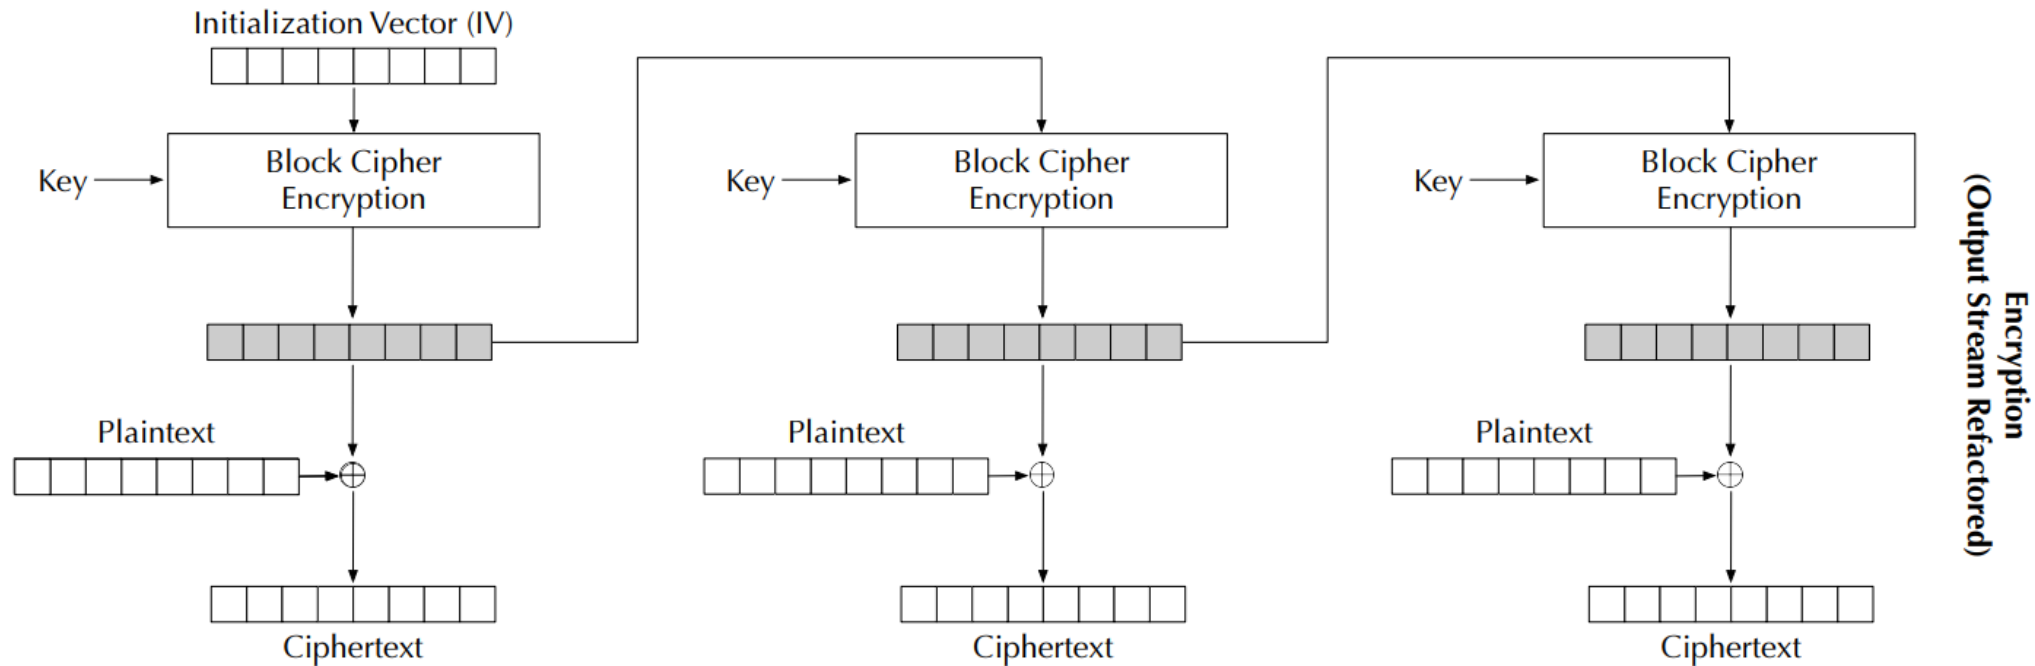 Initialization Vector (IV)
Key
Block Cipher
Encryption
Key
Block Cipher
Encryption
Key
Block Cipher
Encryption
Plaintext
Plaintext
Plaintext
Ciphertext
Ciphertext
Ciphertext
Encryption
(Output Stream Refactored)